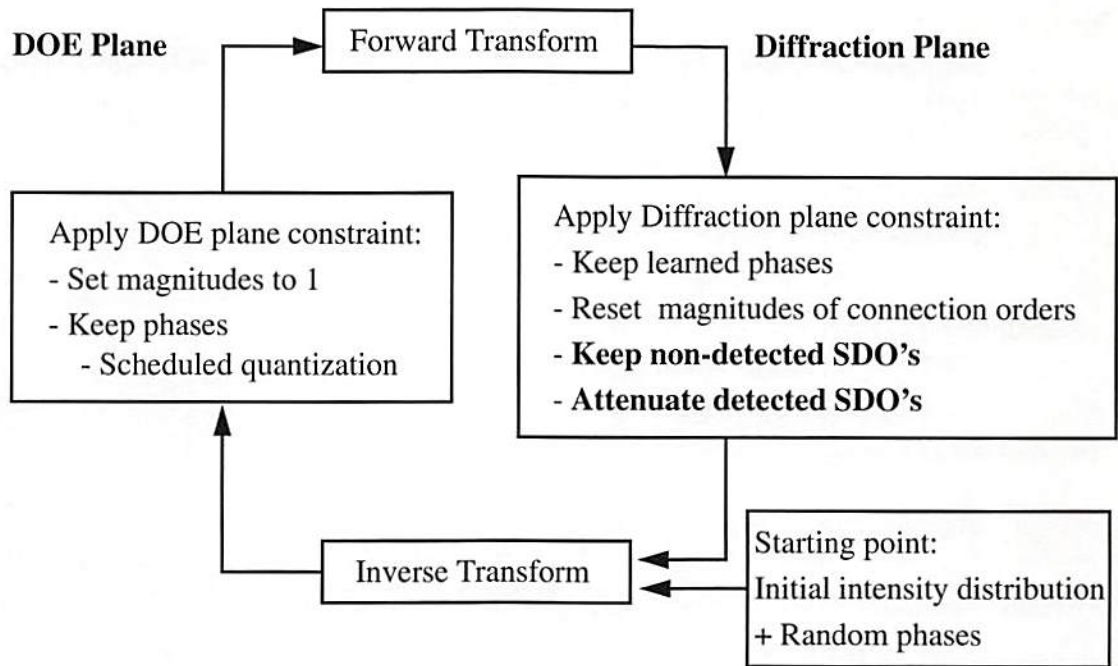 DOE Plane
Forward Transform
Diffraction Plane
Apply DOE plane constraint:
- Set magnitudes to 1
- Keep phases
- Scheduled quantization
Apply Diffraction plane constraint:
- Keep learned phases
- Reset magnitudes of connection orders
- Keep non-detected SDO's
- Attenuate detected SDO's
Inverse Transform
Starting point:
Initial intensity distribution
+ Random phases